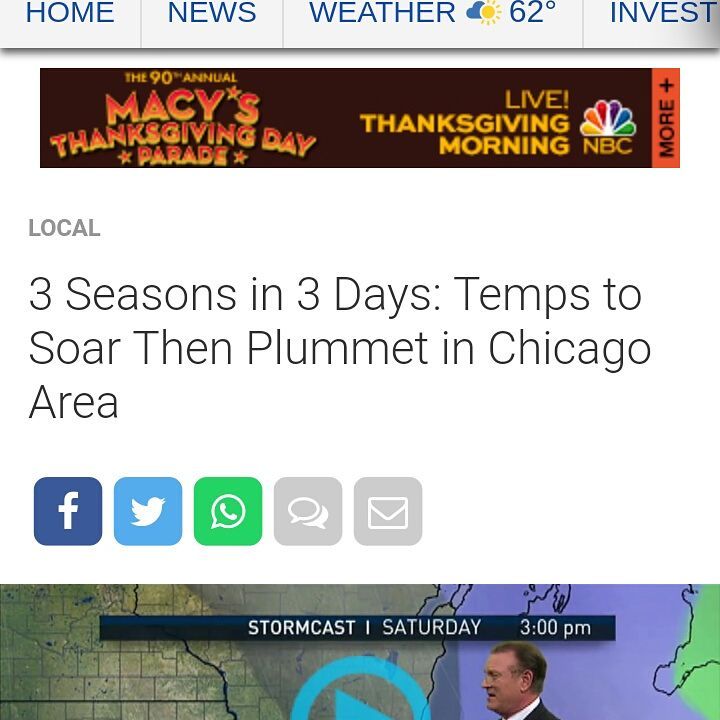 HOME NEWS WEATHER 62° INVEST
THE 90TH ANNUAL
MACY'S
THANKSGIVING DAY
PARADE
LIVE!
THANKSGIVING
MORNING
NBC
MORE +
LOCAL
3 Seasons in 3 Days: Temps to
Soar Then Plummet in Chicago
Area
STORMCAST | SATURDAY 3:00 pm